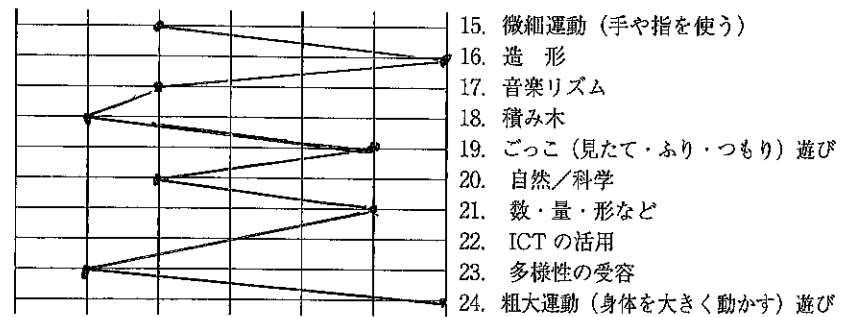 15. 微細運動（手や指を使う）
16. 造　形
17. 音楽リズム
18. 積み木
19. ごっこ（見たて・ふり・つもり）遊び
20. 自然／科学
21. 数・量・形など
22. ICTの活用
23. 多様性の受容
24. 粗大運動（身体を大きく動かす）遊び